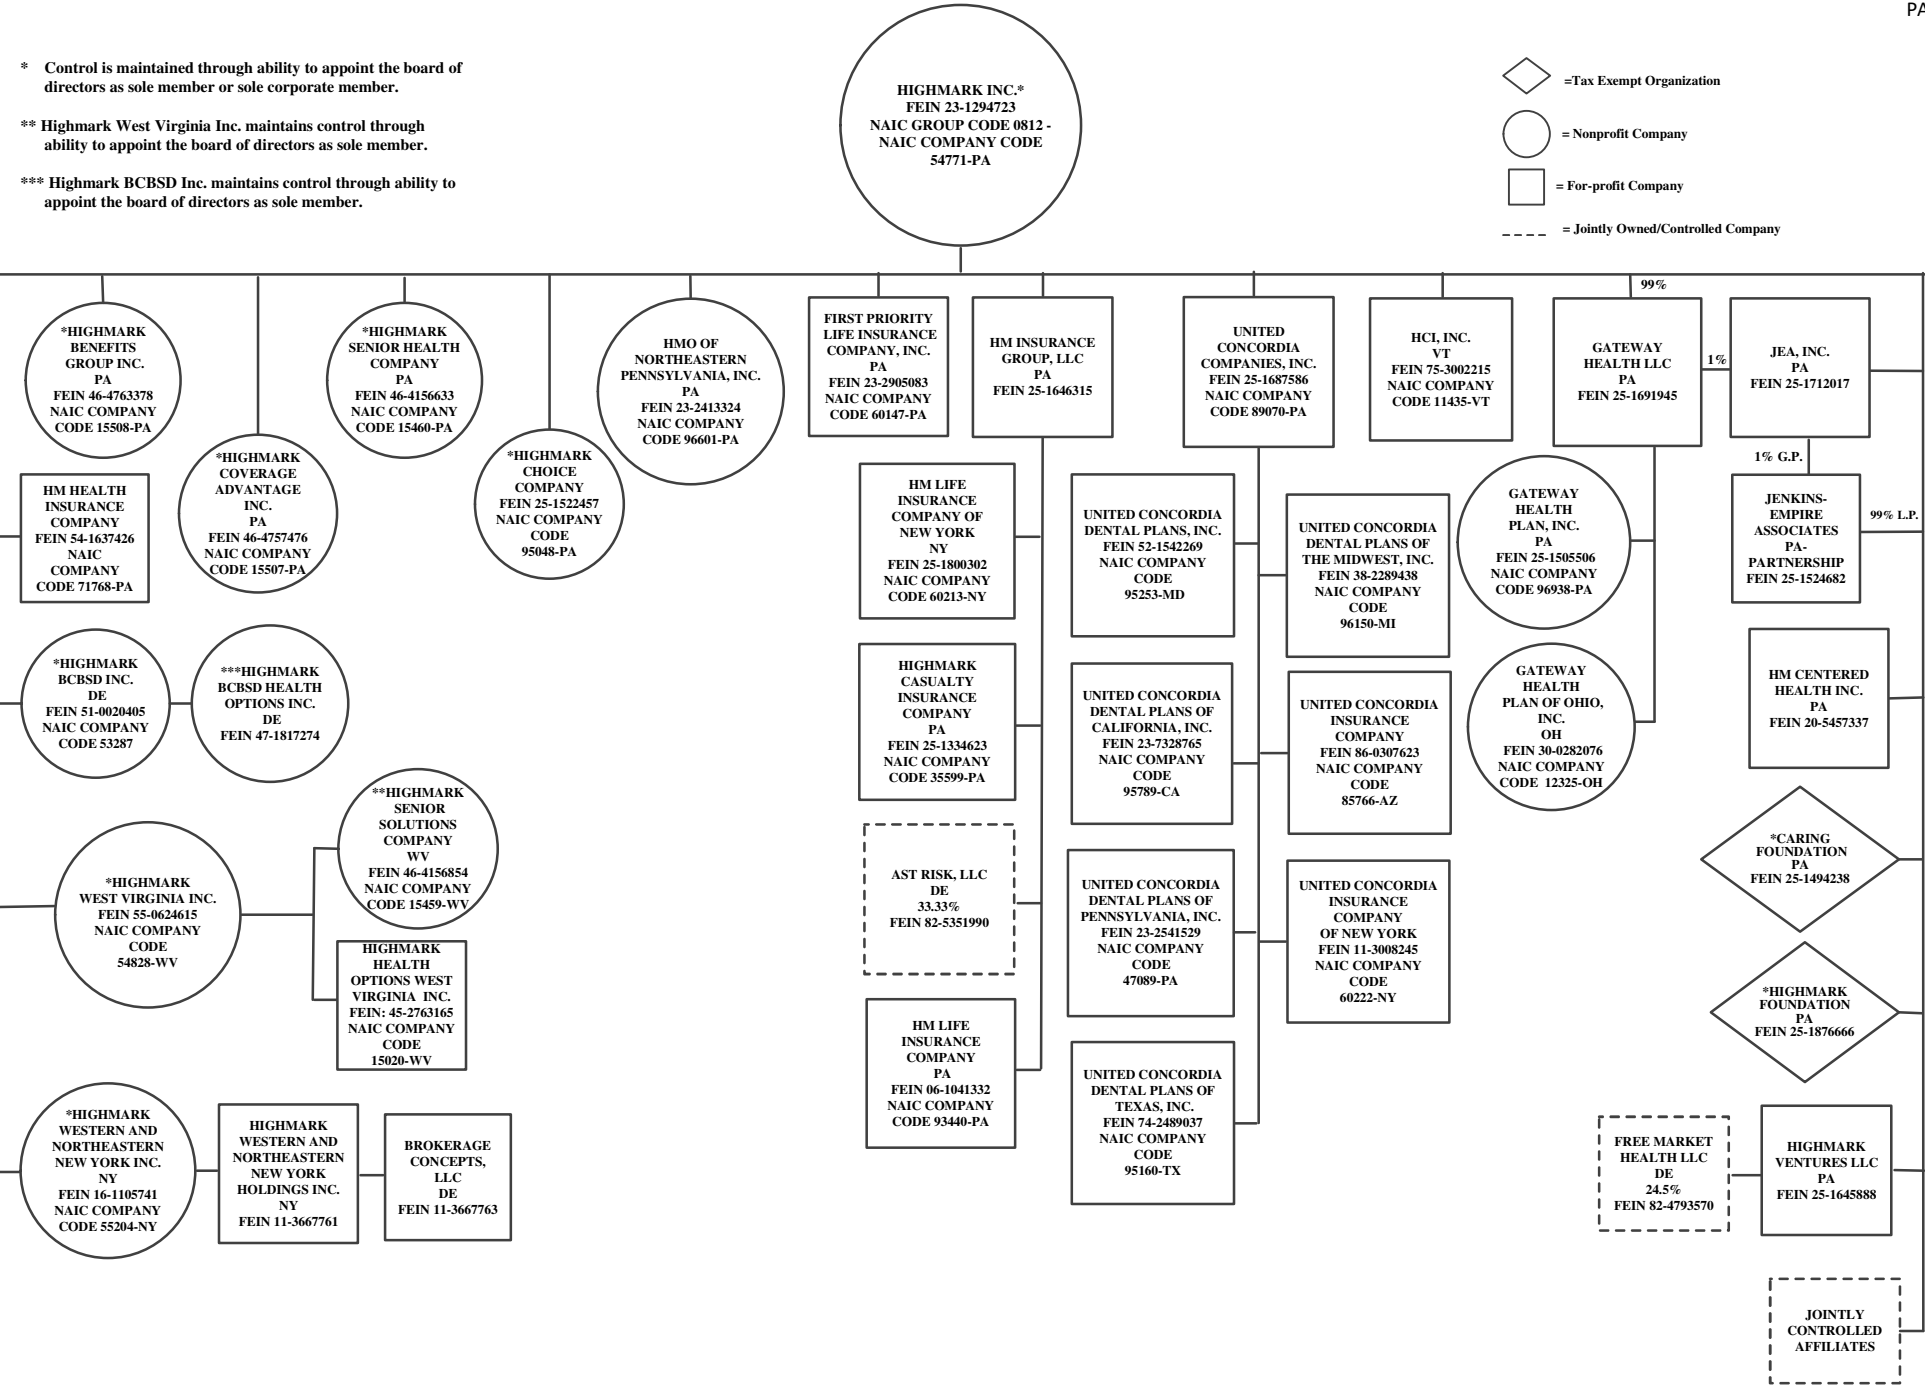 PA
* Control is maintained through ability to appoint the board of
directors as sole member or sole corporate member.
** Highmark West Virginia Inc. maintains control through
ability to appoint the board of directors as sole member.
*** Highmark BCBSD Inc. maintains control through ability to
appoint the board of directors as sole member.
HIGHMARK INC.*
FEIN 23-1294723
NAIC GROUP CODE 0812 -
NAIC COMPANY CODE
54771-PA
=Tax Exempt Organization
= Nonprofit Company
= For-profit Company
= Jointly Owned/Controlled Company
*HIGHMARK
BENEFITS
GROUP INC.
PA
FEIN 46-4763378
NAIC COMPANY
CODE 15508-PA
*HIGHMARK
SENIOR HEALTH
COMPANY
PA
FEIN 46-4156633
NAIC COMPANY
CODE 15460-PA
HMO OF
NORTHEASTERN
PENNSYLVANIA, INC.
PA
FEIN 23-2413324
NAIC COMPANY
CODE 96601-PA
FIRST PRIORITY
LIFE INSURANCE
COMPANY, INC.
PA
FEIN 23-2905083
NAIC COMPANY
CODE 60147-PA
HM INSURANCE
GROUP, LLC
PA
FEIN 25-1646315
UNITED
CONCORDIA
COMPANIES, INC.
FEIN 25-1687586
NAIC COMPANY
CODE 89070-PA
HCI, INC.
VT
FEIN 75-3002215
NAIC COMPANY
CODE 11435-VT
99%
GATEWAY
HEALTH LLC
PA
FEIN 25-1691945
1%
JEA, INC.
PA
FEIN 25-1712017
HM HEALTH
INSURANCE
COMPANY
FEIN 54-1637426
NAIC
COMPANY
CODE 71768-PA
*HIGHMARK
COVERAGE
ADVANTAGE
INC.
PA
FEIN 46-4757476
NAIC COMPANY
CODE 15507-PA
*HIGHMARK
CHOICE
COMPANY
FEIN 25-1522457
NAIC COMPANY
CODE
95048-PA
HM LIFE
INSURANCE
COMPANY OF
NEW YORK
NY
FEIN 25-1800302
NAIC COMPANY
CODE 60213-NY
UNITED CONCORDIA
DENTAL PLANS, INC.
FEIN 52-1542269
NAIC COMPANY
CODE
95253-MD
UNITED CONCORDIA
DENTAL PLANS OF
THE MIDWEST, INC.
FEIN 38-2289438
NAIC COMPANY
CODE
96150-MI
GATEWAY
HEALTH
PLAN, INC.
PA
FEIN 25-1505506
NAIC COMPANY
CODE 96938-PA
1% G.P.
JENKINS-
EMPIRE
ASSOCIATES
PA-
PARTNERSHIP
FEIN 25-1524682
99% L.P.
*HIGHMARK
BCBSD INC.
DE
FEIN 51-0020405
NAIC COMPANY
CODE 53287
***HIGHMARK
BCBSD HEALTH
OPTIONS INC.
DE
FEIN 47-1817274
HIGHMARK
CASUALTY
INSURANCE
COMPANY
PA
FEIN 25-1334623
NAIC COMPANY
CODE 35599-PA
UNITED CONCORDIA
DENTAL PLANS OF
CALIFORNIA, INC.
FEIN 23-7328765
NAIC COMPANY
CODE
95789-CA
UNITED CONCORDIA
INSURANCE
COMPANY
FEIN 86-0307623
NAIC COMPANY
CODE
85766-AZ
GATEWAY
HEALTH
PLAN OF OHIO,
INC.
OH
FEIN 30-0282076
NAIC COMPANY
CODE 12325-OH
HM CENTERED
HEALTH INC.
PA
FEIN 20-5457337
*HIGHMARK
WEST VIRGINIA INC.
FEIN 55-0624615
NAIC COMPANY
CODE
54828-WV
**HIGHMARK
SENIOR
SOLUTIONS
COMPANY
WV
FEIN 46-4156854
NAIC COMPANY
CODE 15459-WV
HIGHMARK
HEALTH
OPTIONS WEST
VIRGINIA INC.
FEIN: 45-2763165
NAIC COMPANY
CODE
15020-WV
AST RISK, LLC
DE
33.33%
FEIN 82-5351990
UNITED CONCORDIA
DENTAL PLANS OF
PENNSYLVANIA, INC.
FEIN 23-2541529
NAIC COMPANY
CODE
47089-PA
UNITED CONCORDIA
INSURANCE
COMPANY
OF NEW YORK
FEIN 11-3008245
NAIC COMPANY
CODE
60222-NY
*CARING
FOUNDATION
PA
FEIN 25-1494238
*HIGHMARK
FOUNDATION
PA
FEIN 25-1876666
HM LIFE
INSURANCE
COMPANY
PA
FEIN 06-1041332
NAIC COMPANY
CODE 93440-PA
UNITED CONCORDIA
DENTAL PLANS OF
TEXAS, INC.
FEIN 74-2489037
NAIC COMPANY
CODE
95160-TX
*HIGHMARK
WESTERN AND
NORTHEASTERN
NEW YORK INC.
NY
FEIN 16-1105741
NAIC COMPANY
CODE 55204-NY
HIGHMARK
WESTERN AND
NORTHEASTERN
NEW YORK
HOLDINGS INC.
NY
FEIN 11-3667761
BROKERAGE
CONCEPTS,
LLC
DE
FEIN 11-3667763
FREE MARKET
HEALTH LLC
DE
24.5%
FEIN 82-4793570
HIGHMARK
VENTURES LLC
PA
FEIN 25-1645888
JOINTLY
CONTROLLED
AFFILIATES